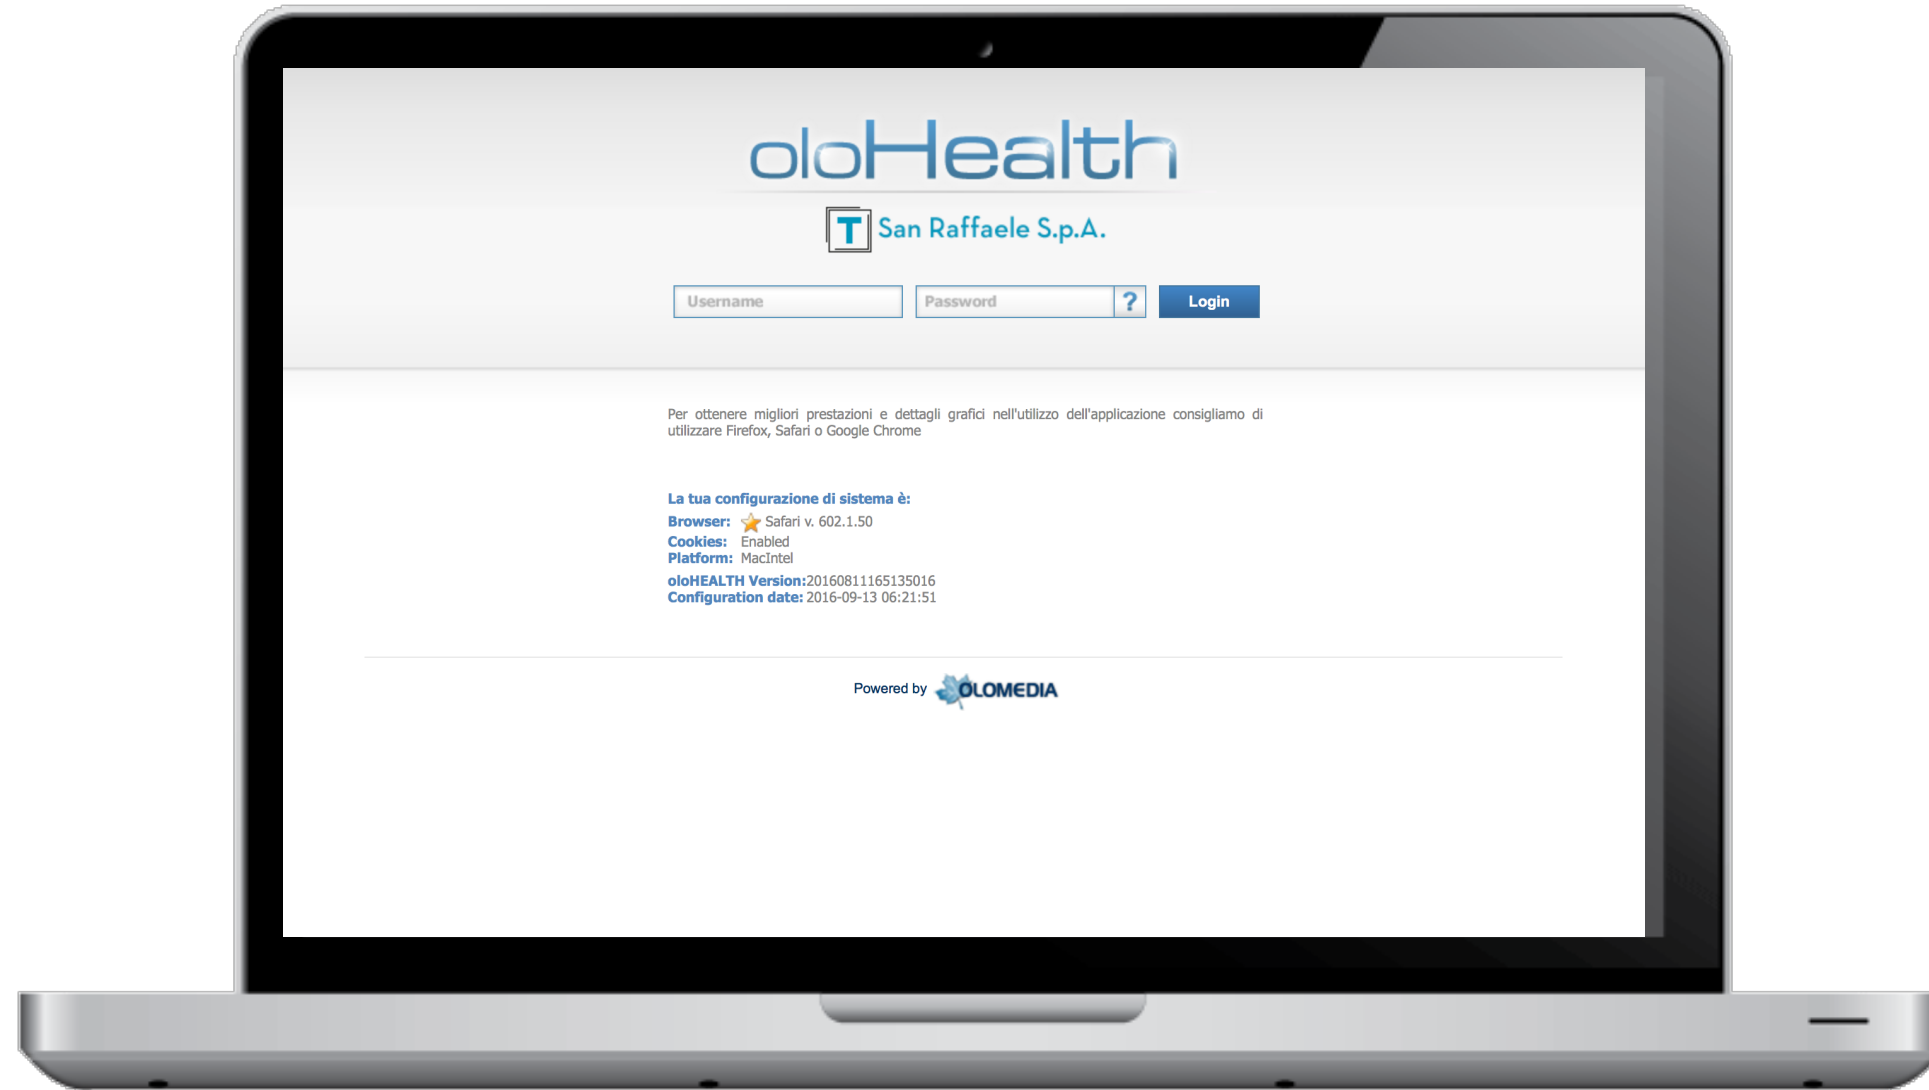 oloHealth
T San Raffaele S.p.A.
Username Password ? Login
Per ottenere migliori prestazioni e dettagli grafici nell'utilizzo dell'applicazione consigliamo di
utilizzare Firefox, Safari o Google Chrome
La tua configurazione di sistema è:
Browser: Safari v. 602.1.50
Cookies: Enabled
Platform: MacIntel
oloHEALTH Version:20160811165135016
Configuration date: 2016-09-13 06:21:51
Powered by OLOMEDIA